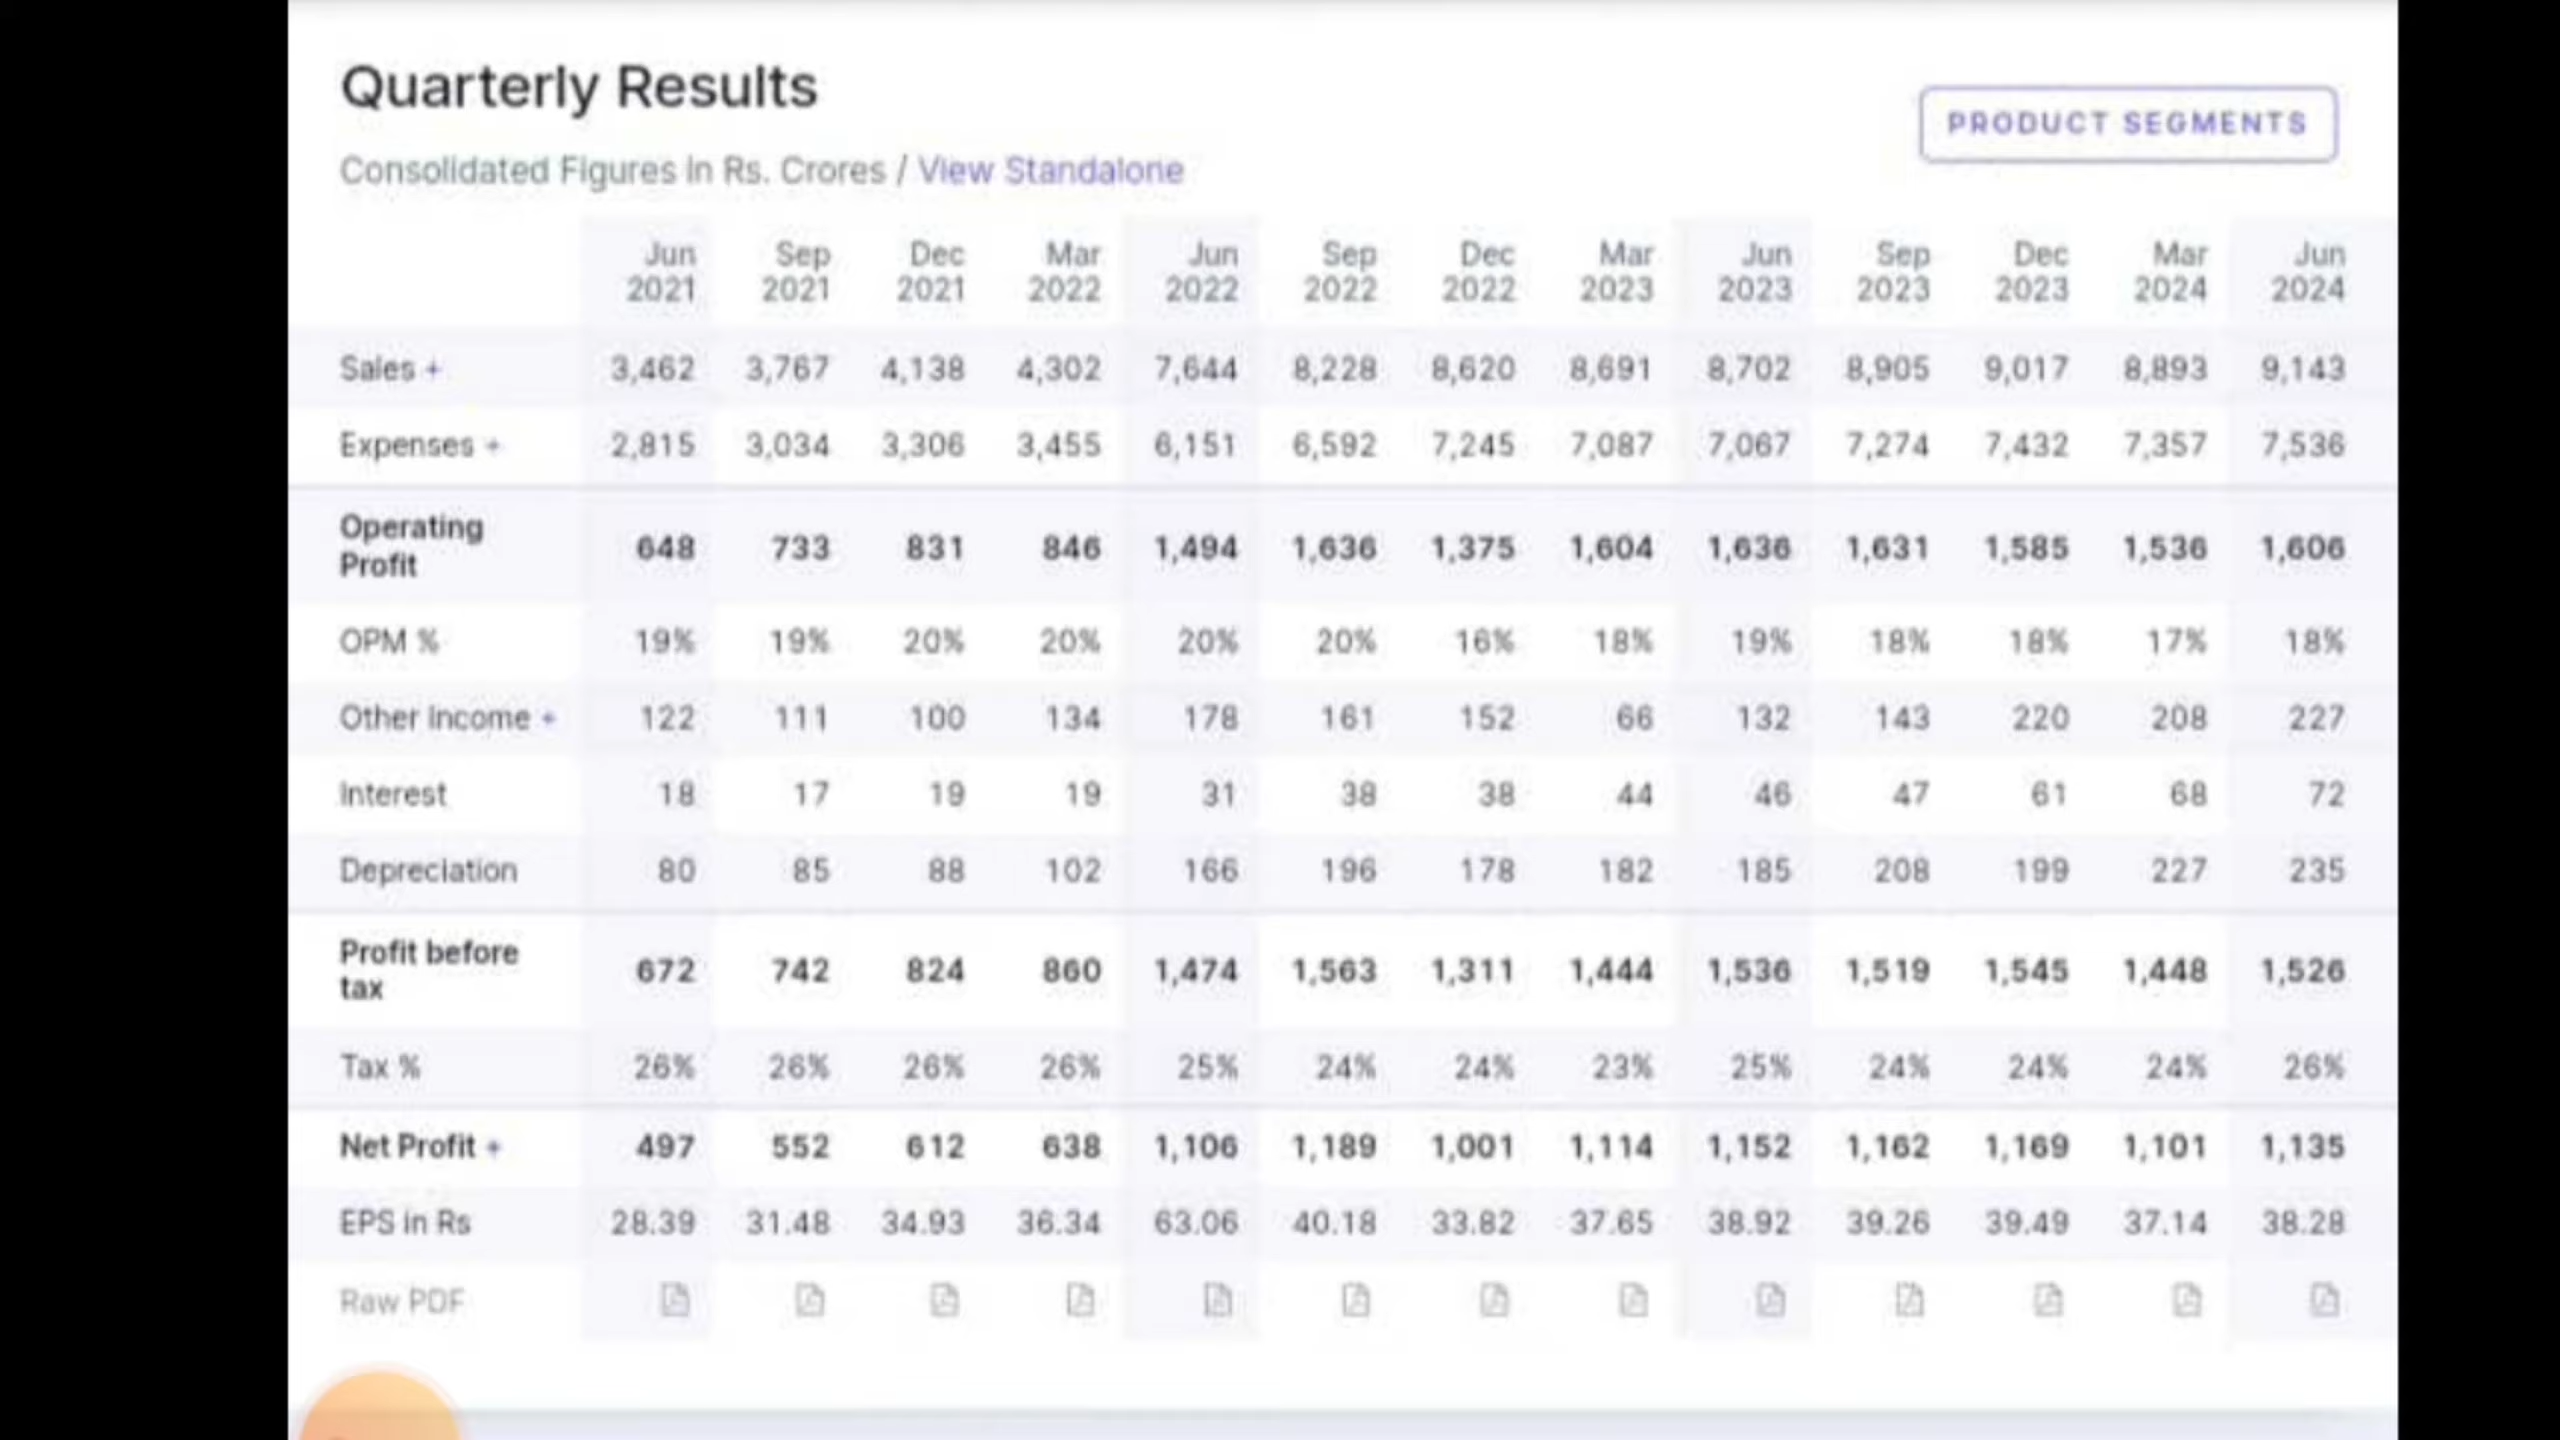 Quarterly Results
PRODUCT SEGMENTS
Consolidated Figures in Rs. Crores / View Standalone
Jun 2021 Sep 2021 Dec 2021 Mar 2022 Jun 2022 Sep 2022 Dec 2022 Mar 2023 Jun 2023 Sep 2023 Dec 2023 Mar 2024 Jun 2024
Sales + 3,462 3,767 4,138 4,302 7,644 8,228 8,620 8,691 8,702 8,905 9,017 8,893 9,143
Expenses + 2,815 3,034 3,306 3,455 6,151 6,592 7,245 7,087 7,067 7,274 7,432 7,357 7,536
Operating Profit 648 733 831 846 1,494 1,636 1,375 1,604 1,636 1,631 1,585 1,536 1,606
OPM % 19% 19% 20% 20% 20% 20% 16% 18% 19% 18% 18% 17% 18%
Other Income + 122 111 100 134 178 161 152 66 132 143 220 208 227
Interest 18 17 19 19 31 38 38 44 46 47 61 68 72
Depreciation 80 85 88 102 166 196 178 182 185 208 199 227 235
Profit before tax 672 742 824 860 1,474 1,563 1,311 1,444 1,536 1,519 1,545 1,448 1,526
Tax % 26% 26% 26% 26% 25% 24% 24% 23% 25% 24% 24% 24% 26%
Net Profit + 497 552 612 638 1,106 1,189 1,001 1,114 1,152 1,162 1,169 1,101 1,135
EPS in Rs 28.39 31.48 34.93 36.34 63.06 40.18 33.82 37.65 38.92 39.26 39.49 37.14 38.28
Raw PDF